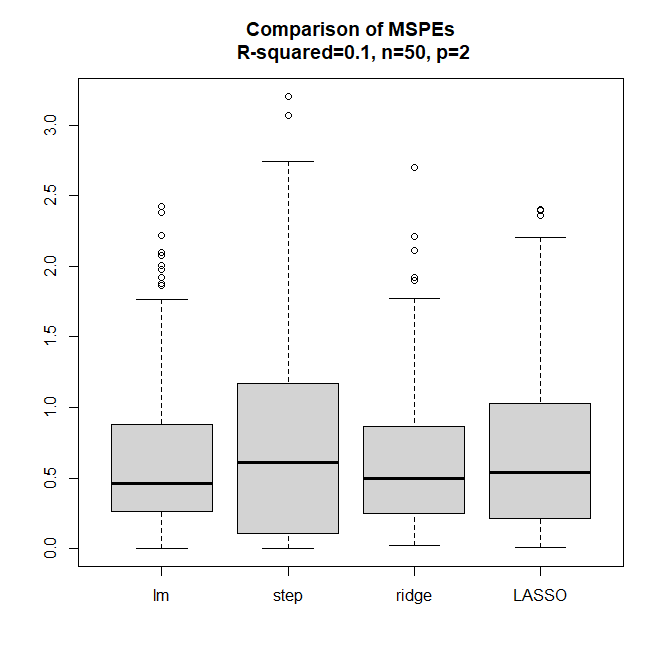 Comparison of MSPEs
R-squared=0.1, n=50, p=2
3.0
2.5
2.0
1.5
1.0
0.5
0.0
lm step ridge LASSO